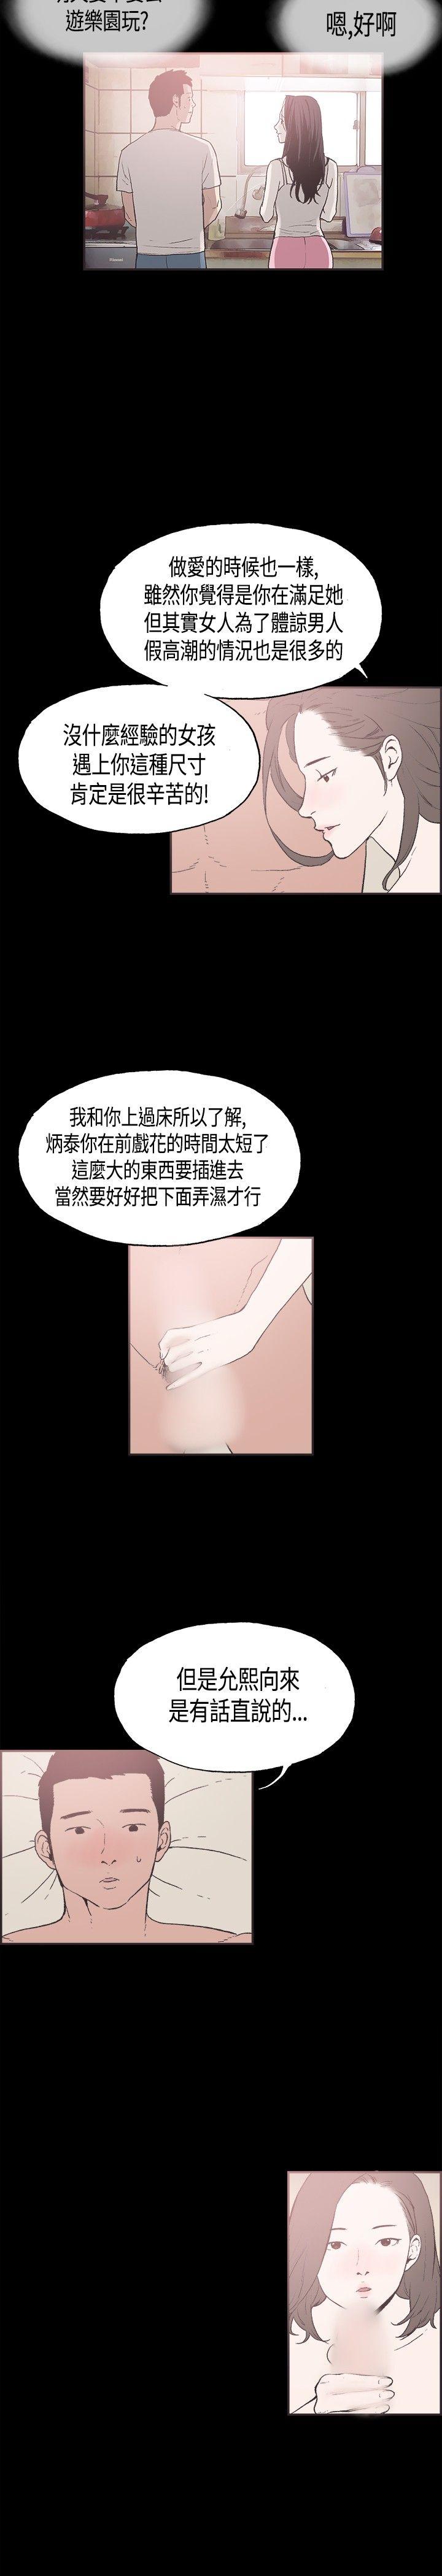 遊樂園玩?
嗯,好啊
做愛的時候也一樣,
雖然你覺得是你在滿足她
但其實女人為了體諒男人
假高潮的情況也是很多的
沒什麼經驗的女孩
遇上你這種尺寸
肯定是很辛苦的!
我和你上過床所以了解,
炳泰你在前戲花的時間太短了
這麼大的東西要插進去
當然要好好把下面弄濕才行
但是允熙向來
是有話直說的...